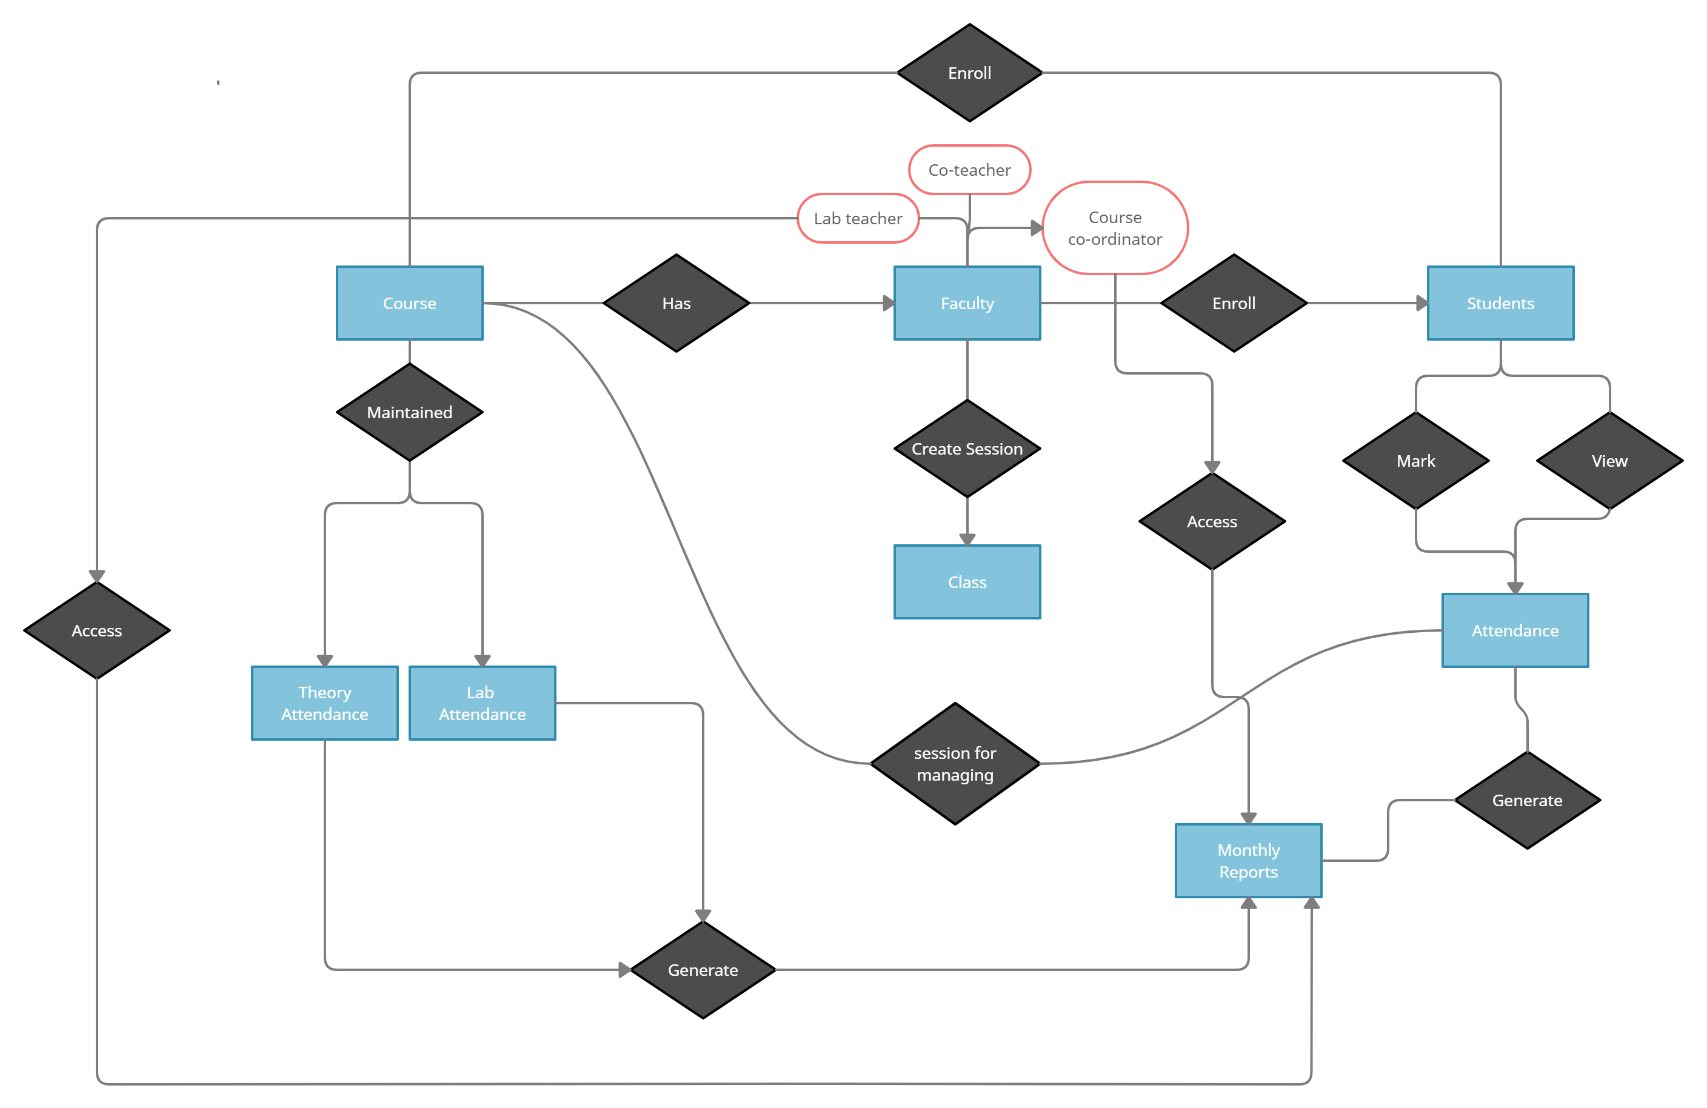 Enroll
Co-teacher
Lab teacher
Course
co-ordinator
Course
Has
Faculty
Enroll
Students
Maintained
Create Session
Mark
View
Access
Class
Access
Attendance
Theory
Attendance
Lab
Attendance
session for
managing
Generate
Monthly
Reports
Generate